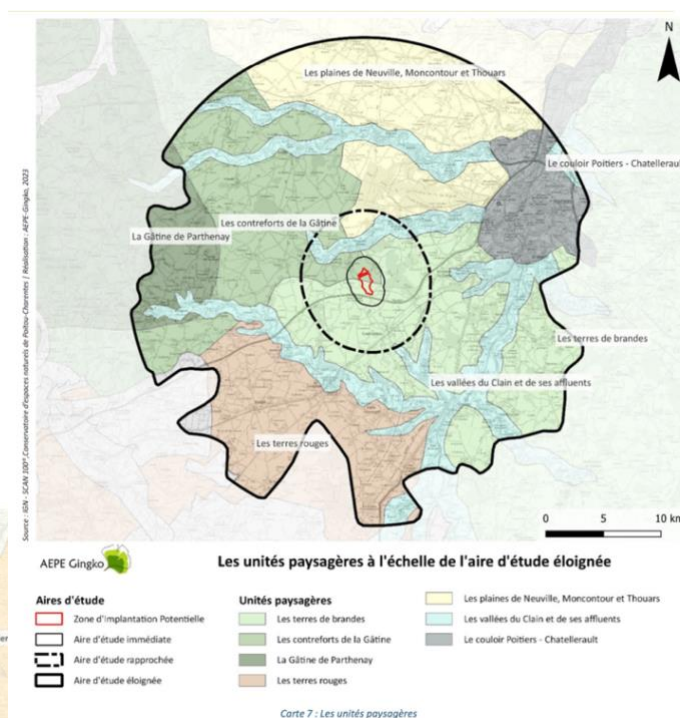 N
Les plaines de Neuville, Moncontour et Thouars
Le couloir Poitiers - Chatellerault
Les contreforts de la Gâtine
La Gâtine de Parthenay
Les terres de brandes
Les vallées du Clain et de ses affluents
Les terres rouges
Source : IGN - SCAN 100®, Conservatoire d'espaces naturels de Poitou-Charentes | Réalisation : AEPE-Gingko, 2023
0 5 10 km
AEPE Gingko
Les unités paysagères à l'échelle de l'aire d'étude éloignée
Aires d'étude
Zone d'implantation Potentielle
Aire d'étude immédiate
Aire d'étude rapprochée
Aire d'étude éloignée
Unités paysagères
Les terres de brandes
Les contreforts de la Gâtine
La Gâtine de Parthenay
Les terres rouges
Les plaines de Neuville, Moncontour et Thouars
Les vallées du Clain et de ses affluents
Le couloir Poitiers - Chatellerault
er
Carte 7 : Les unités paysagères